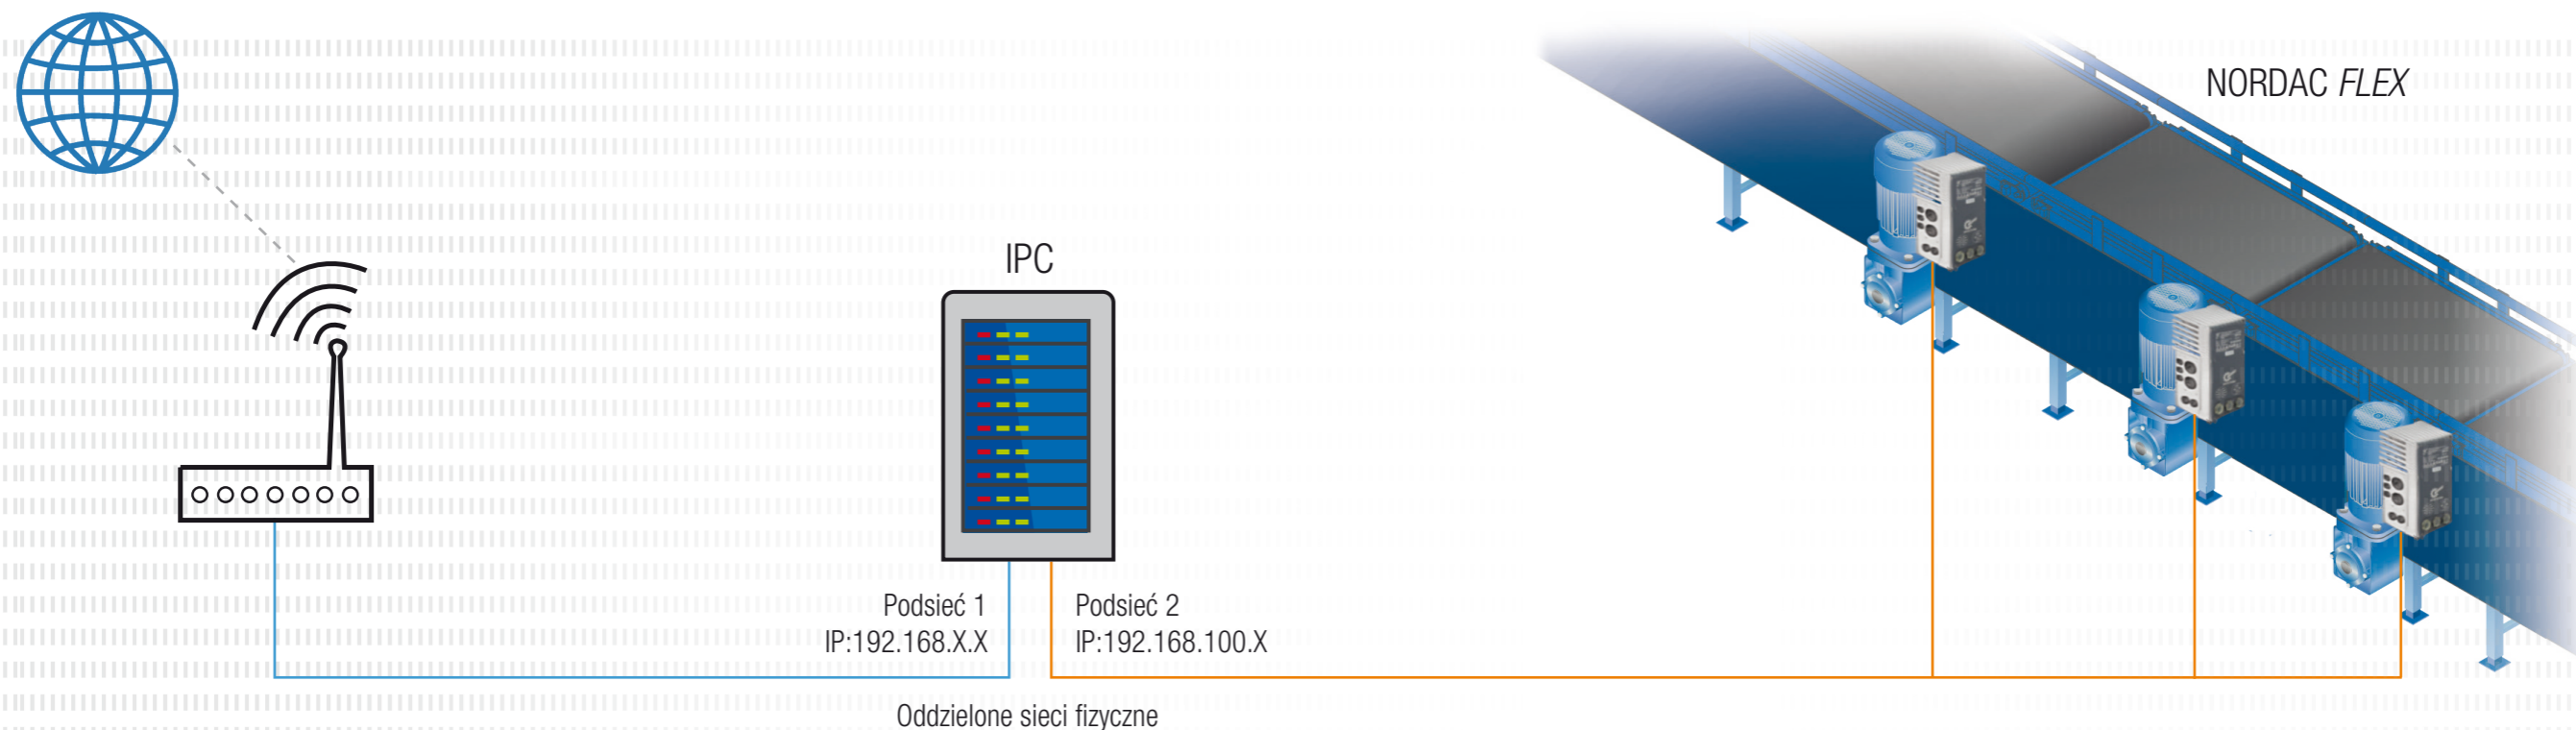 NORDAC FLEX
IPC
Podsieć 1
IP:192.168.X.X
Podsieć 2
IP:192.168.100.X
Oddzielone sieci fizyczne